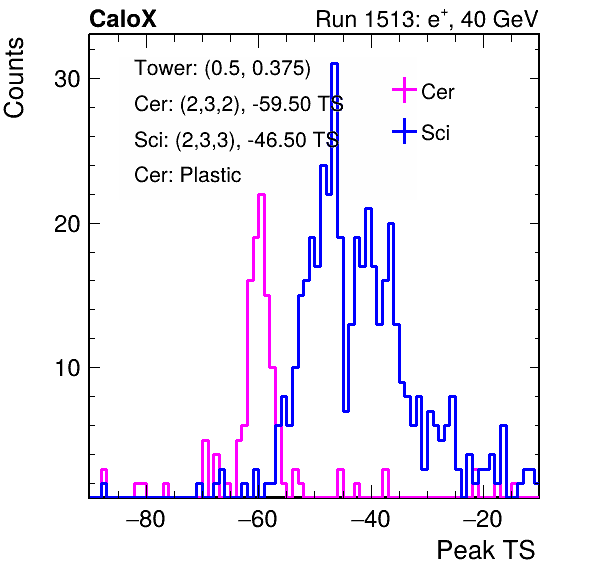 CaloX Run 1513: e⁺, 40 GeV
Counts
30
20
10
Tower: (0.5, 0.375)
Cer: (2,3,2), -59.50 TS
Sci: (2,3,3), -46.50 TS
Cer: Plastic
Cer
Sci
−80 −60 −40 −20
Peak TS